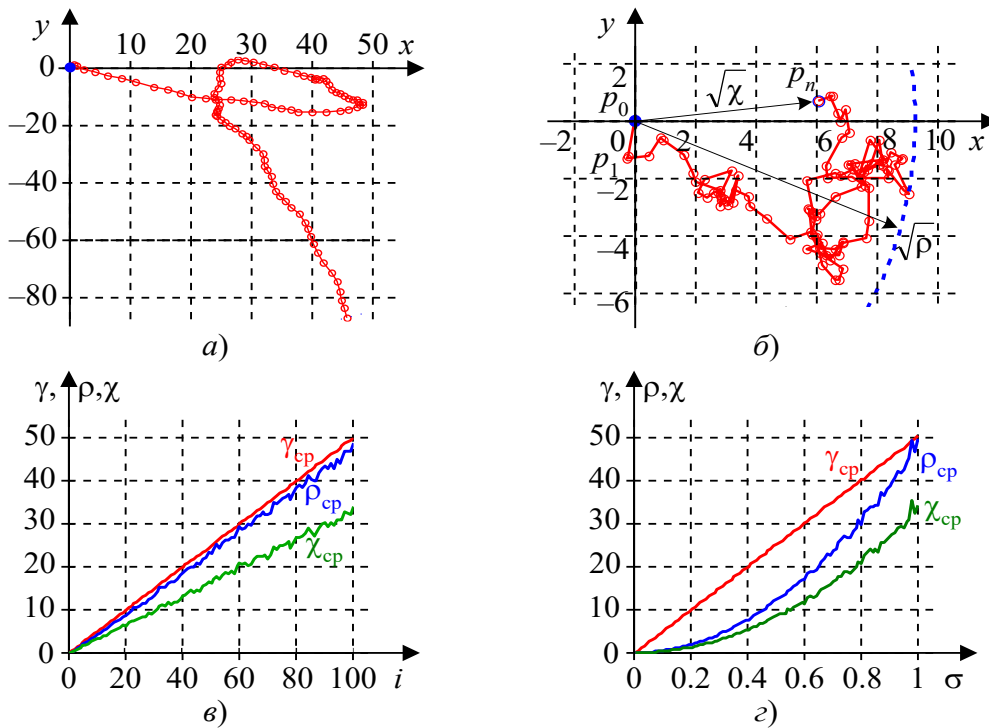 y
10 20 30 40 50 x
0
–20
–40
–60
–80
а)
y
2
p₀
√χ
pₙ
–2 0 2 4 6 8 10 x
p₁
–2
–4
√ρ
–6
б)
γ, ρ,χ
50
40
30
20
10
0
γср
ρср
χср
0 20 40 60 80 100 i
в)
γ, ρ,χ
50
40
30
20
10
0
γср
ρср
χср
0 0.2 0.4 0.6 0.8 1 σ
г)